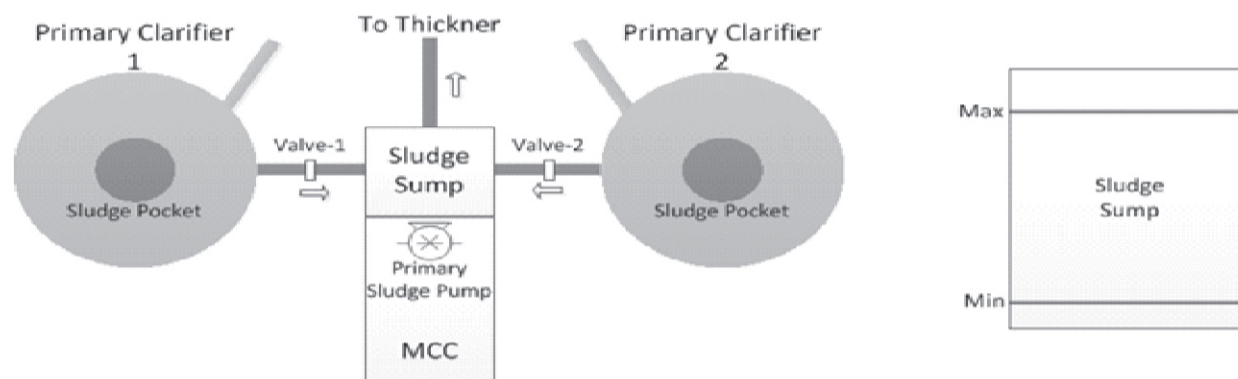 To Thickner
Primary Clarifier
1
Primary Clarifier
2
Valve-1
Valve-2
Sludge
Sump
Sludge Pocket
Sludge Pocket
Primary
Sludge Pump
MCC
Max
Sludge
Sump
Min